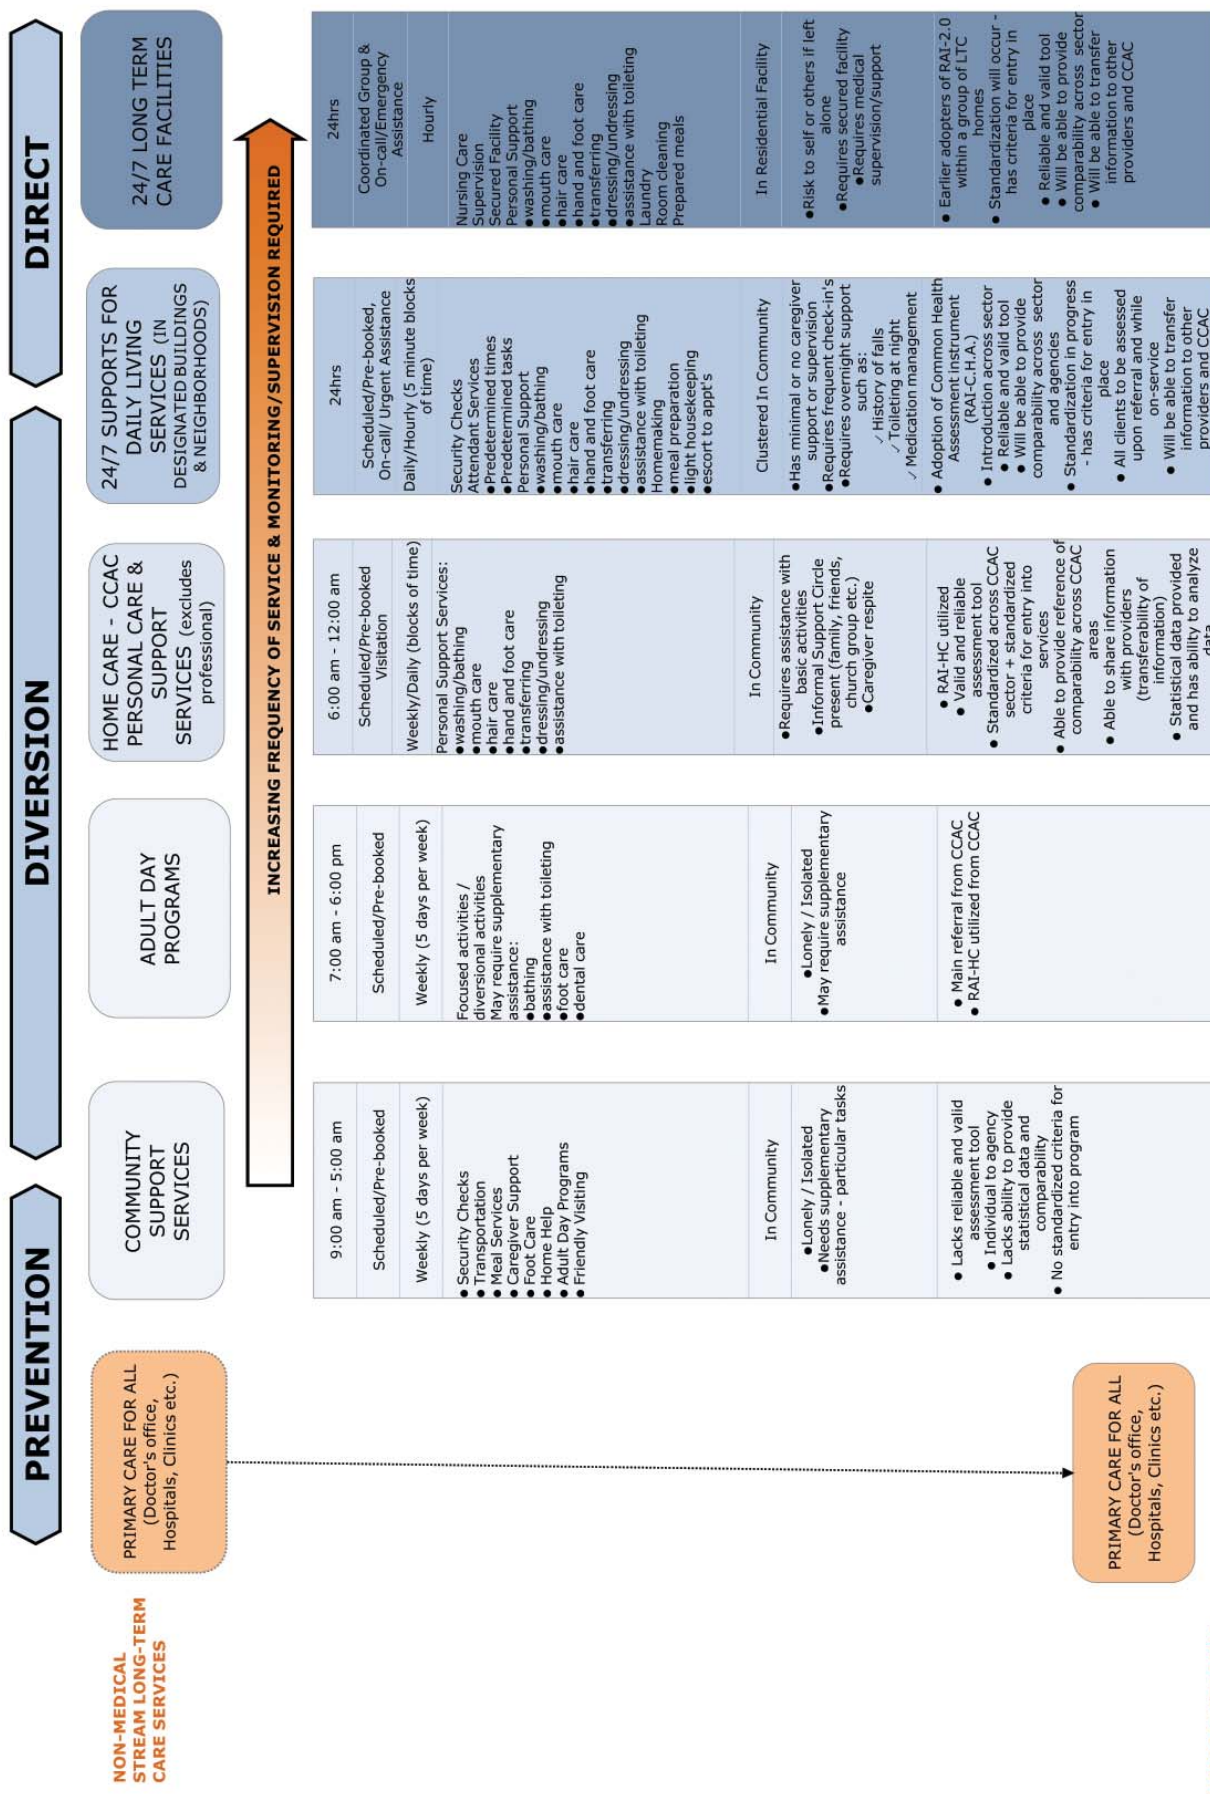 PREVENTION
DIVERSION
DIRECT
NON-MEDICAL
STREAM LONG-TERM
CARE SERVICES
PRIMARY CARE FOR ALL
(Doctor's office,
Hospitals, Clinics etc.)
COMMUNITY
SUPPORT
SERVICES
ADULT DAY
PROGRAMS
HOME CARE - CCAC
PERSONAL CARE &
SUPPORT
SERVICES (excludes
professional)
24/7 SUPPORTS FOR
DAILY LIVING
SERVICES (IN
DESIGNATED BUILDINGS
& NEIGHBORHOODS)
24/7 LONG TERM
CARE FACILITIES
INCREASING FREQUENCY OF SERVICE & MONITORING/SUPERVISION REQUIRED
9:00 am - 5:00 am
Scheduled/Pre-booked
Weekly (5 days per week)
● Security Checks
● Transportation
● Meal Services
● Caregiver Support
● Foot Care
● Home Help
● Adult Day Programs
● Friendly Visiting
In Community
●Lonely / Isolated
●Needs supplementary
assistance - particular tasks
● Lacks reliable and valid
assessment tool
● Individual to agency
● Lacks ability to provide
statistical data and
comparability
● No standardized criteria for
entry into program
7:00 am - 6:00 pm
Scheduled/Pre-booked
Weekly (5 days per week)
Focused activities /
diversional activities
May require supplementary
assistance:
●bathing
●assistance with toileting
●foot care
●dental care
In Community
●Lonely / Isolated
●May require supplementary
assistance
● Main referral from CCAC
● RAI-HC utilized from CCAC
6:00 am - 12:00 am
Scheduled/Pre-booked
Visitation
Weekly/Daily (blocks of time)
Personal Support Services:
●washing/bathing
●mouth care
●hair care
●hand and foot care
●transferring
●dressing/undressing
●assistance with toileting
In Community
●Requires assistance with
basic activities
●Informal Support Circle
present (family, friends,
church group etc.)
●Caregiver respite
● RAI-HC utilized
● Valid and reliable
assessment tool
● Standardized across CCAC
sector + standardized
criteria for entry into
services
● Able to provide reference of
comparability across CCAC
areas
● Able to share information
with providers
(transferability of
information)
● Statistical data provided
and has ability to analyze
data
24hrs
Scheduled/Pre-booked,
On-call/ Urgent Assistance
Daily/Hourly (5 minute blocks
of time)
Security Checks
Attendant Services
●Predetermined times
●Predetermined tasks
Personal Support
●washing/bathing
●mouth care
●hair care
●hand and foot care
●transferring
●dressing/undressing
●assistance with toileting
Homemaking
●meal preparation
●light housekeeping
●escort to appt's
Clustered In Community
●Has minimal or no caregiver
support or supervision
●Requires frequent check-in's
●Requires overnight support
such as:
✓ History of falls
✓ Toileting at night
✓ Medication management
● Adoption of Common Health
Assessment instrument
(RAI-C.H.A.)
● Introduction across sector
● Reliable and valid tool
● Will be able to provide
comparability across sector
and agencies
● Standardization in progress
- has criteria for entry in
place
● All clients to be assessed
upon referral and while
on-service
● Will be able to transfer
information to other
providers and CCAC
24hrs
Coordinated Group &
On-call/Emergency
Assistance
Hourly
Nursing Care
Supervision
Secured Facility
Personal Support
●washing/bathing
●mouth care
●hair care
●hand and foot care
●transferring
●dressing/undressing
●assistance with toileting
Laundry
Room cleaning
Prepared meals
In Residential Facility
●Risk to self or others if left
alone
●Requires secured facility
●Requires medical
supervision/support
● Earlier adopters of RAI-2.0
within a group of LTC
homes
● Standardization will occur -
has criteria for entry in
place
● Reliable and valid tool
● Will be able to provide
comparability across sector
● Will be able to transfer
information to other
providers and CCAC
PRIMARY CARE FOR ALL
(Doctor's office,
Hospitals, Clinics etc.)